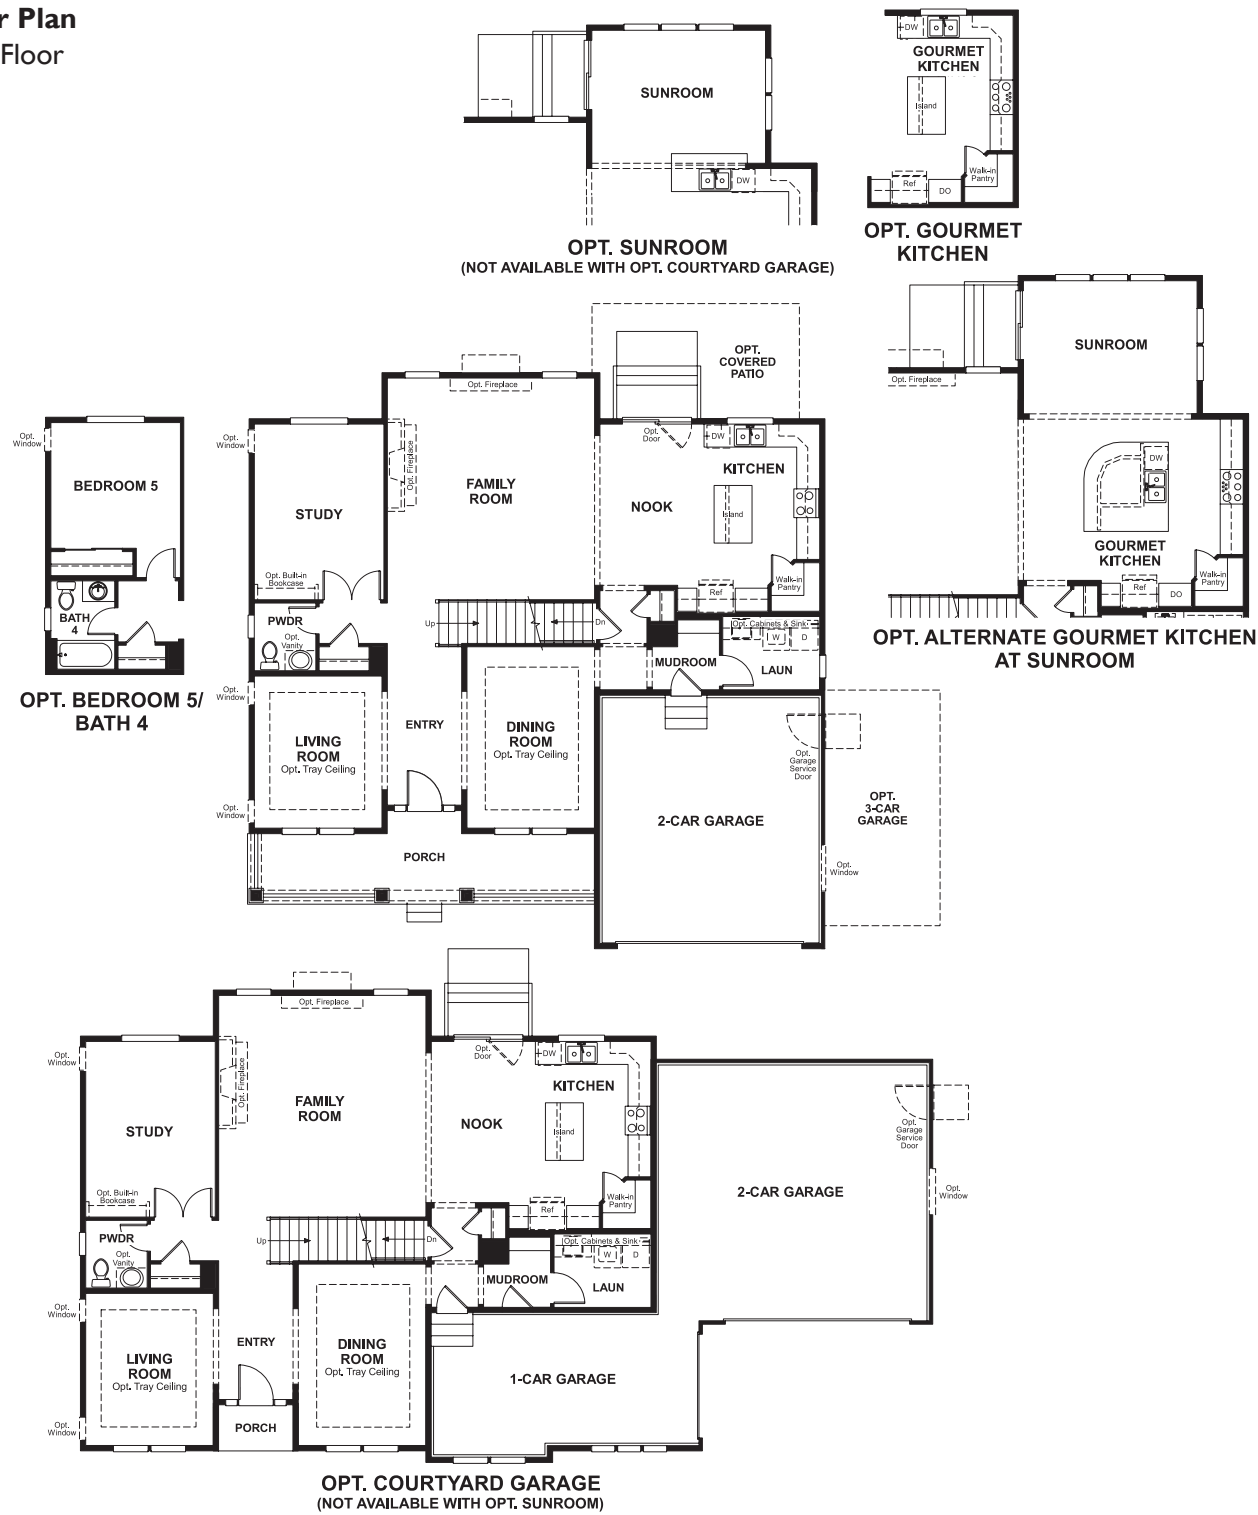 r Plan
Floor
SUNROOM
DW
OPT. SUNROOM
(NOT AVAILABLE WITH OPT. COURTYARD GARAGE)
DW
GOURMET
KITCHEN
Island
Walk-in
Pantry
Ref
DO
OPT. GOURMET
KITCHEN
SUNROOM
Opt. Fireplace
DW
GOURMET
KITCHEN
Walk-in
Pantry
Ref
DO
OPT. ALTERNATE GOURMET KITCHEN
AT SUNROOM
Opt.
Window
BEDROOM 5
BATH
4
OPT. BEDROOM 5/
BATH 4
OPT.
COVERED
PATIO
Opt. Fireplace
Opt.
Window
Opt. Fireplace
Opt.
Door
DW
KITCHEN
FAMILY
ROOM
NOOK
Island
STUDY
Opt. Built-in
Bookcase
Walk-in
Pantry
Ref
PWDR
Opt.
Vanity
Up
Dn
Opt. Cabinets & Sink
W
D
MUDROOM
LAUN
Opt.
Window
ENTRY
LIVING
ROOM
Opt. Tray Ceiling
DINING
ROOM
Opt. Tray Ceiling
Opt.
Garage
Service
Door
OPT.
3-CAR
GARAGE
Opt.
Window
2-CAR GARAGE
PORCH
Opt.
Window
Opt. Fireplace
Opt.
Window
Opt. Fireplace
Opt.
Door
DW
KITCHEN
FAMILY
ROOM
NOOK
Island
STUDY
Opt.
Garage
Service
Door
2-CAR GARAGE
Opt.
Window
Opt. Built-in
Bookcase
Walk-in
Pantry
Ref
PWDR
Opt.
Vanity
Up
Dn
Opt. Cabinets & Sink
W
D
MUDROOM
LAUN
Opt.
Window
ENTRY
LIVING
ROOM
Opt. Tray Ceiling
DINING
ROOM
Opt. Tray Ceiling
1-CAR GARAGE
Opt.
Window
PORCH
OPT. COURTYARD GARAGE
(NOT AVAILABLE WITH OPT. SUNROOM)